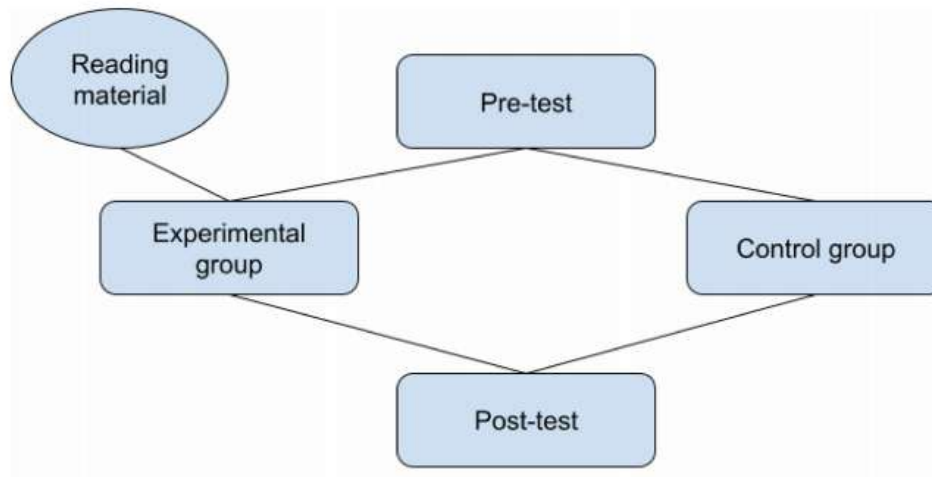 Reading
material
Pre-test
Experimental
group
Control group
Post-test